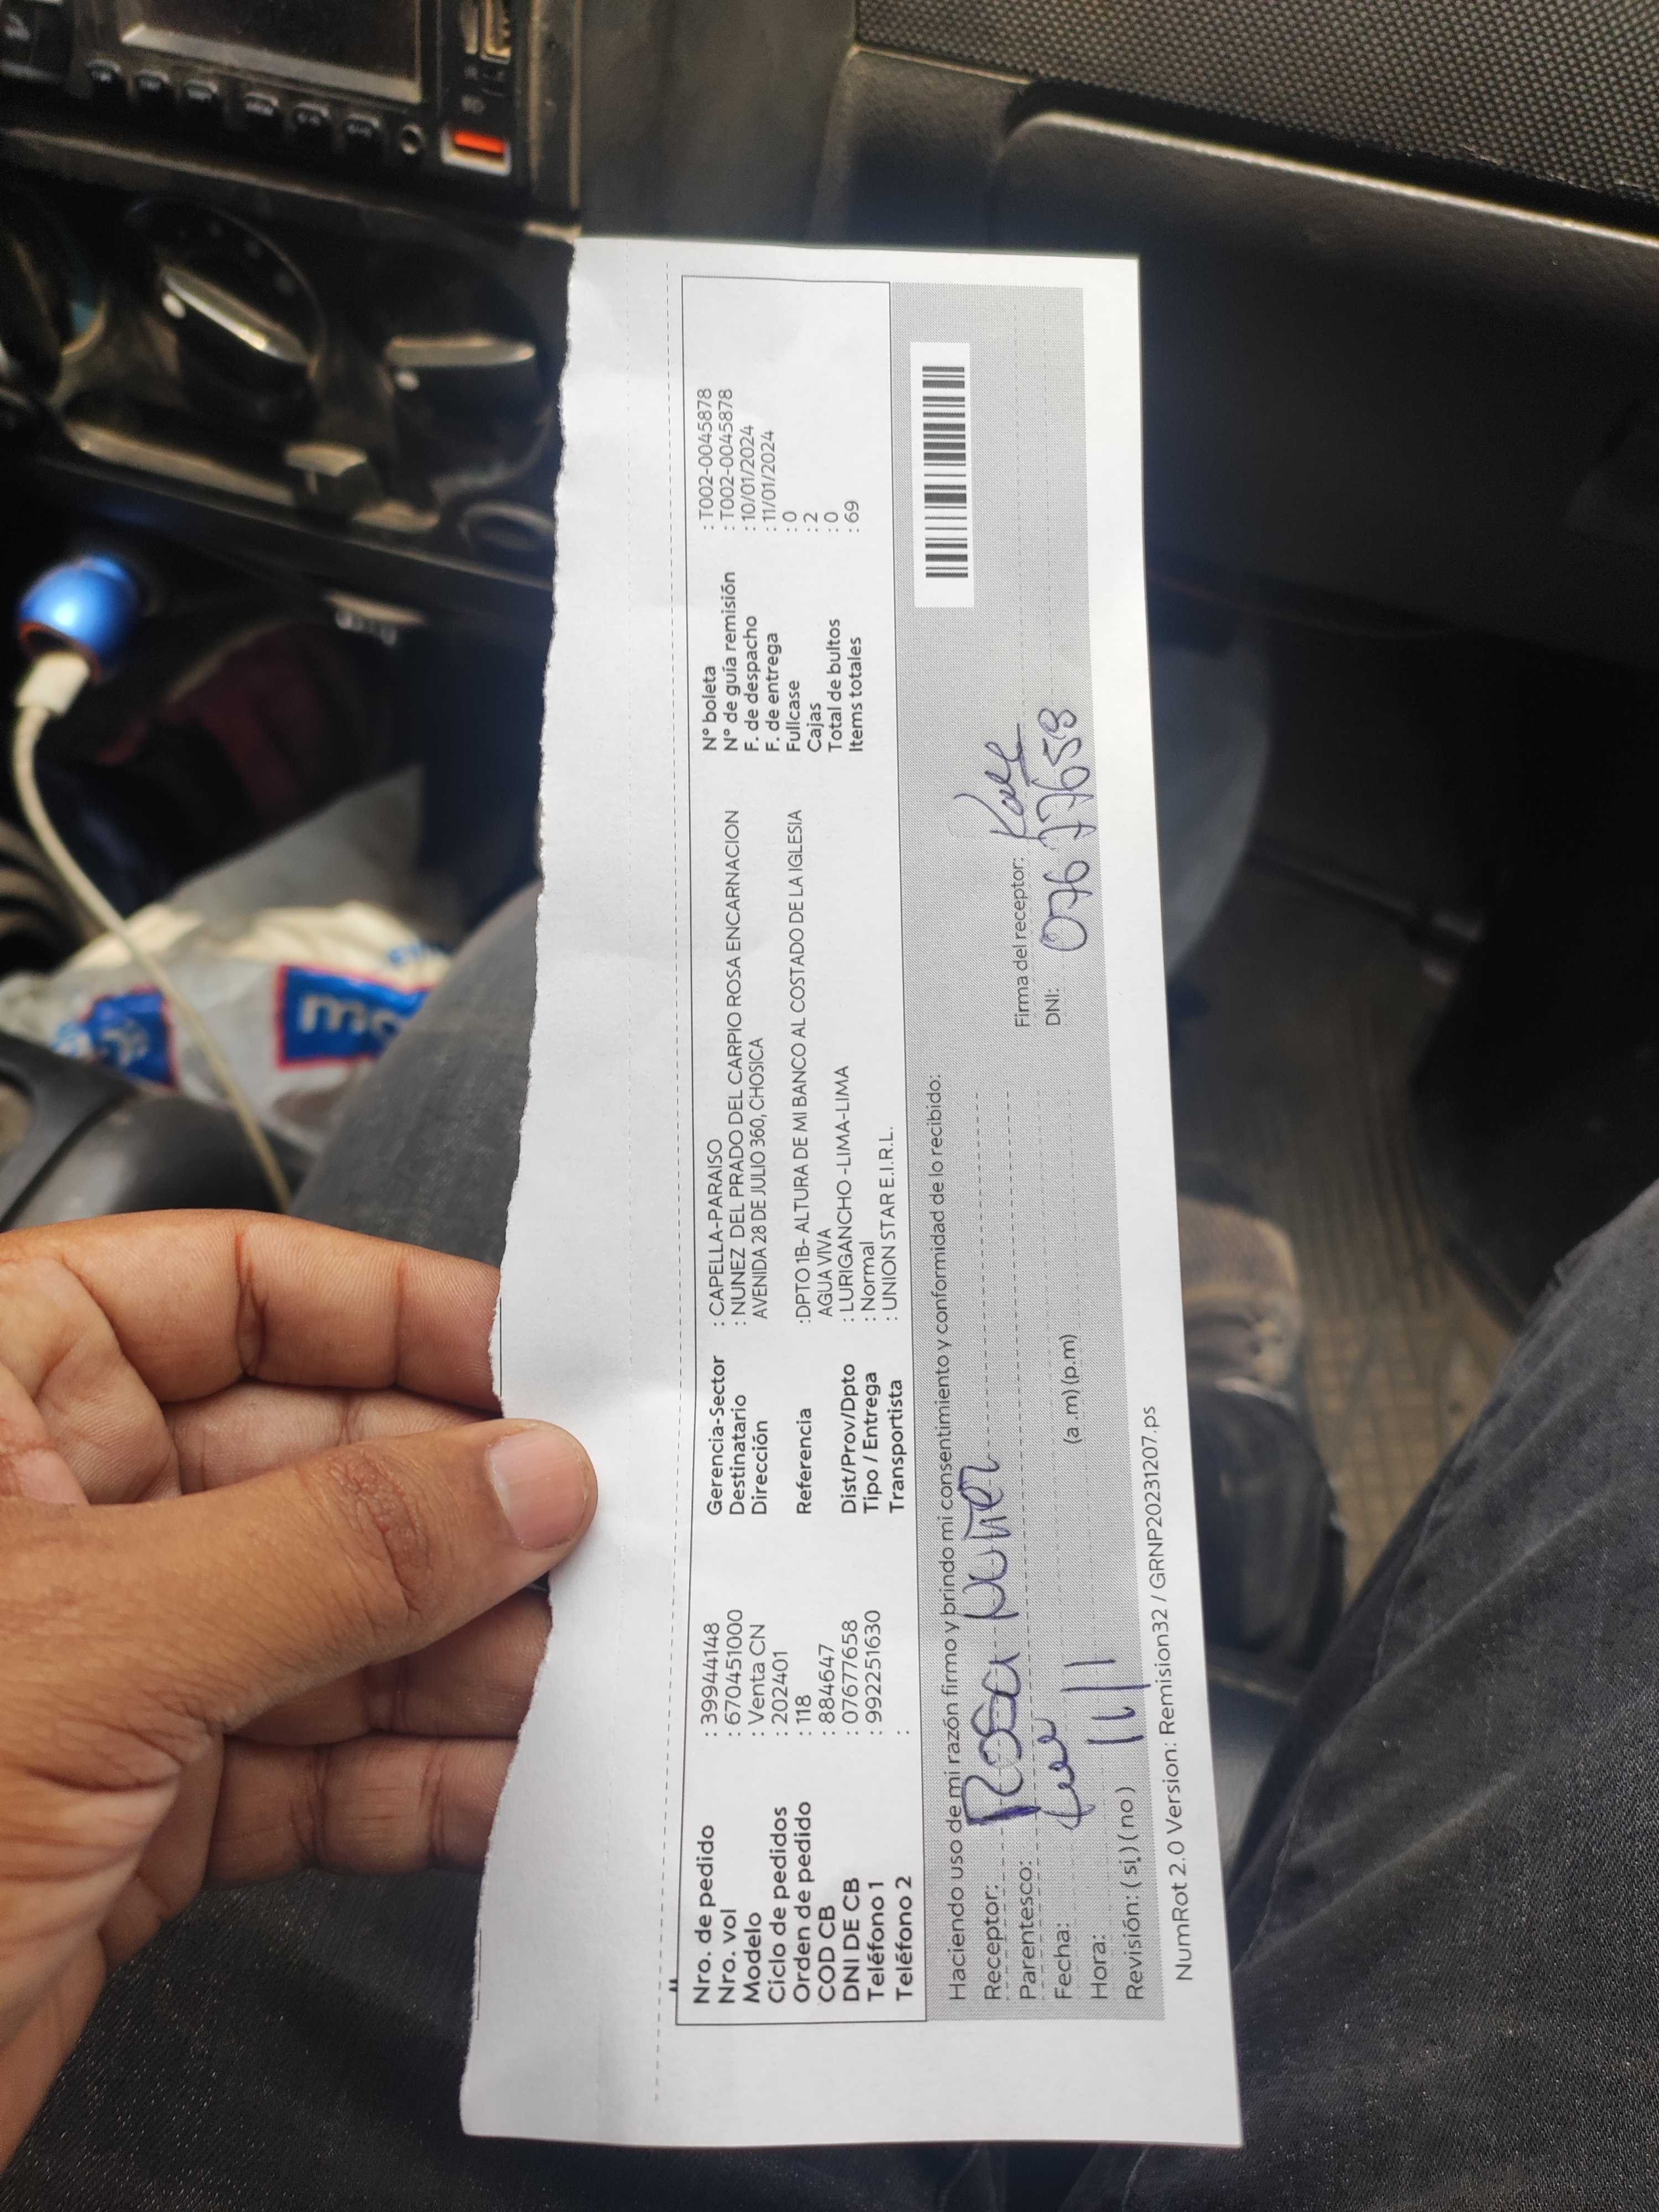 Nro. de pedido : 39944148
Nro. vol : 670451000
Modelo : Venta CN
Ciclo de pedidos : 202401
Orden de pedido : 118
COD CB : 884647
DNI DE CB : 07677658
Teléfono 1 : 992251630
Teléfono 2 :
Gerencia-Sector : CAPELLA-PARAISO
Destinatario : NUNEZ DEL PRADO DEL CARPIO ROSA ENCARNACION
Dirección AVENIDA 28 DE JULIO 360, CHOSICA
Referencia :DPTO 1B- ALTURA DE MI BANCO AL COSTADO DE LA IGLESIA
AGUA VIVA
Dist/Prov/Dpto : LURIGANCHO -LIMA-LIMA
Tipo / Entrega : Normal
Transportista : UNION STAR E.I.R.L.
N° boleta : T002-0045878
N° de guía remisión : T002-0045878
F. de despacho : 10/01/2024
F. de entrega : 11/01/2024
Fullcase : 0
Cajas : 2
Total de bultos : 0
Items totales : 69
Haciendo uso de mi razón firmo y brindo mi consentimiento y conformidad de lo recibido:
Receptor: Rosa
Parentesco:
Fecha:
Hora: (a .m) (p.m)
Revisión: ( si ) ( no )
Firma del receptor:
DNI: 07677658
NumRot 2.0 Version: Remision32 / GRNP20231207.ps